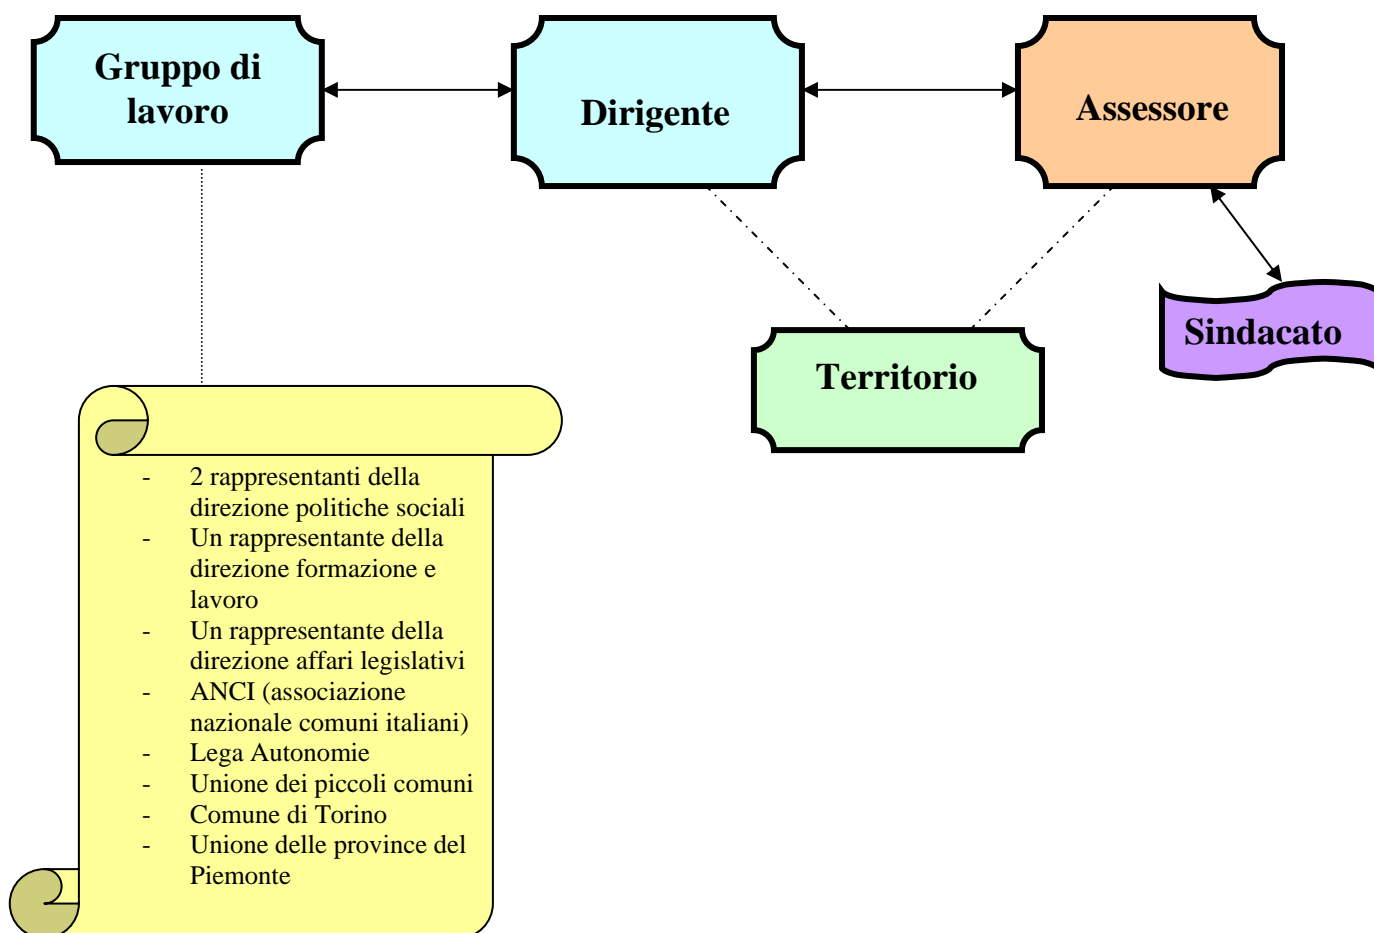 Gruppo di
lavoro
Dirigente
Assessore
Sindacato
Territorio
- 2 rappresentanti della
direzione politiche sociali
- Un rappresentante della
direzione formazione e
lavoro
- Un rappresentante della
direzione affari legislativi
- ANCI (associazione
nazionale comuni italiani)
- Lega Autonomie
- Unione dei piccoli comuni
- Comune di Torino
- Unione delle province del
Piemonte